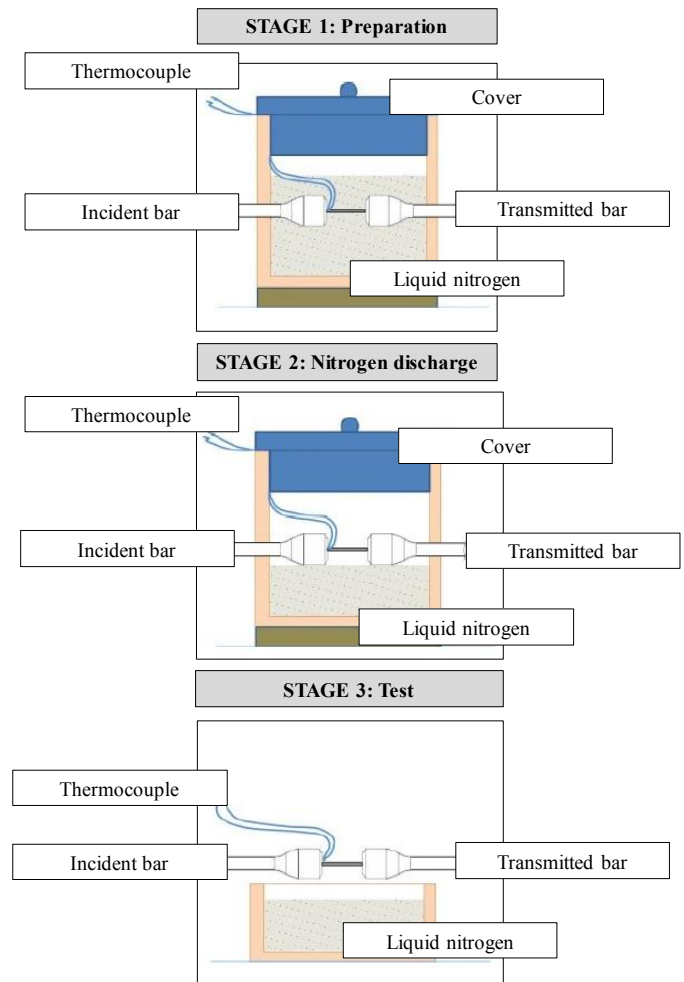 STAGE 1: Preparation
Thermocouple
Cover
Incident bar
Transmitted bar
Liquid nitrogen
STAGE 2: Nitrogen discharge
Thermocouple
Cover
Incident bar
Transmitted bar
Liquid nitrogen
STAGE 3: Test
Thermocouple
Incident bar
Transmitted bar
Liquid nitrogen